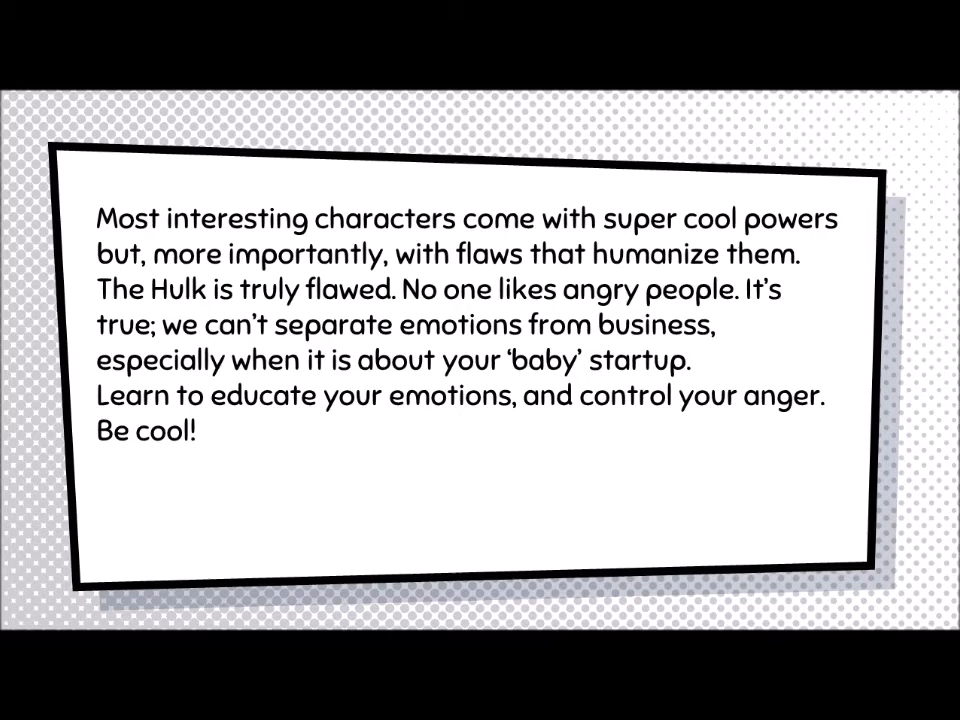 Most interesting characters come with super cool powers
but, more importantly, with flaws that humanize them.
The Hulk is truly flawed. No one likes angry people. It’s
true; we can’t separate emotions from business,
especially when it is about your ‘baby’ startup.
Learn to educate your emotions, and control your anger.
Be cool!